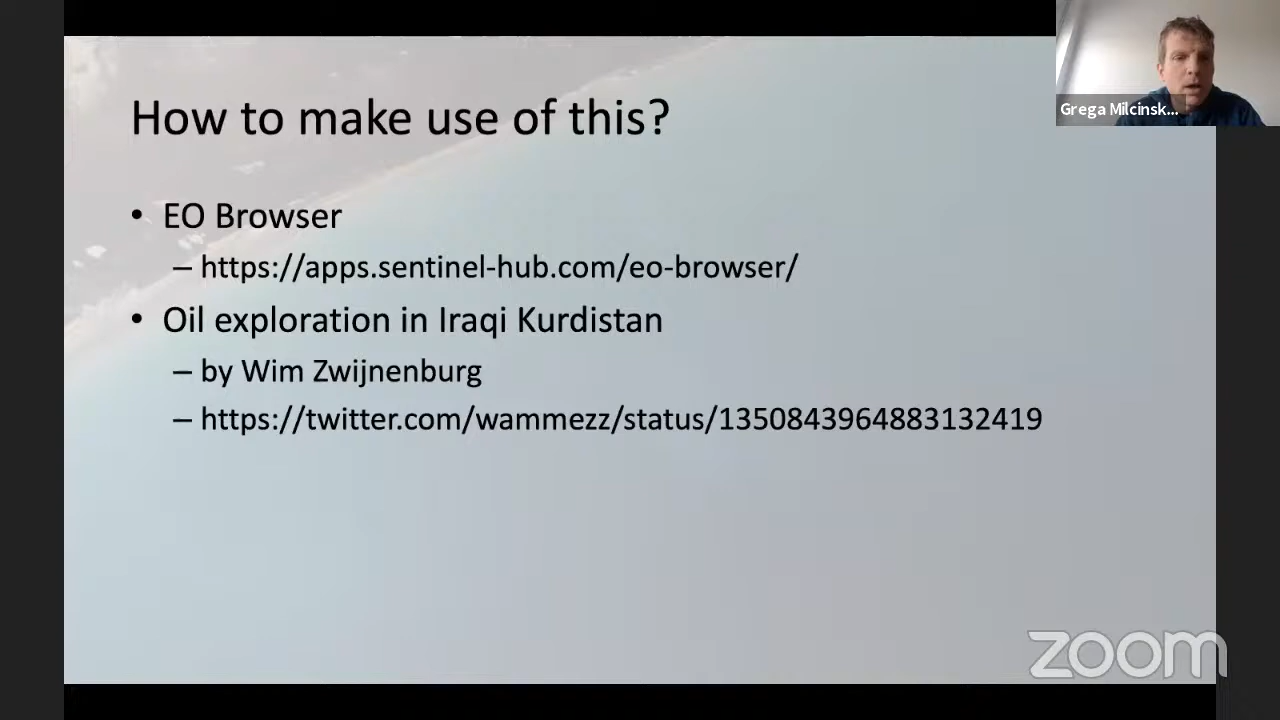 How to make use of this?
• EO Browser
– https://apps.sentinel-hub.com/eo-browser/
• Oil exploration in Iraqi Kurdistan
– by Wim Zwijnenburg
– https://twitter.com/wammezz/status/1350843964883132419
Grega Milcinsk...
zoom